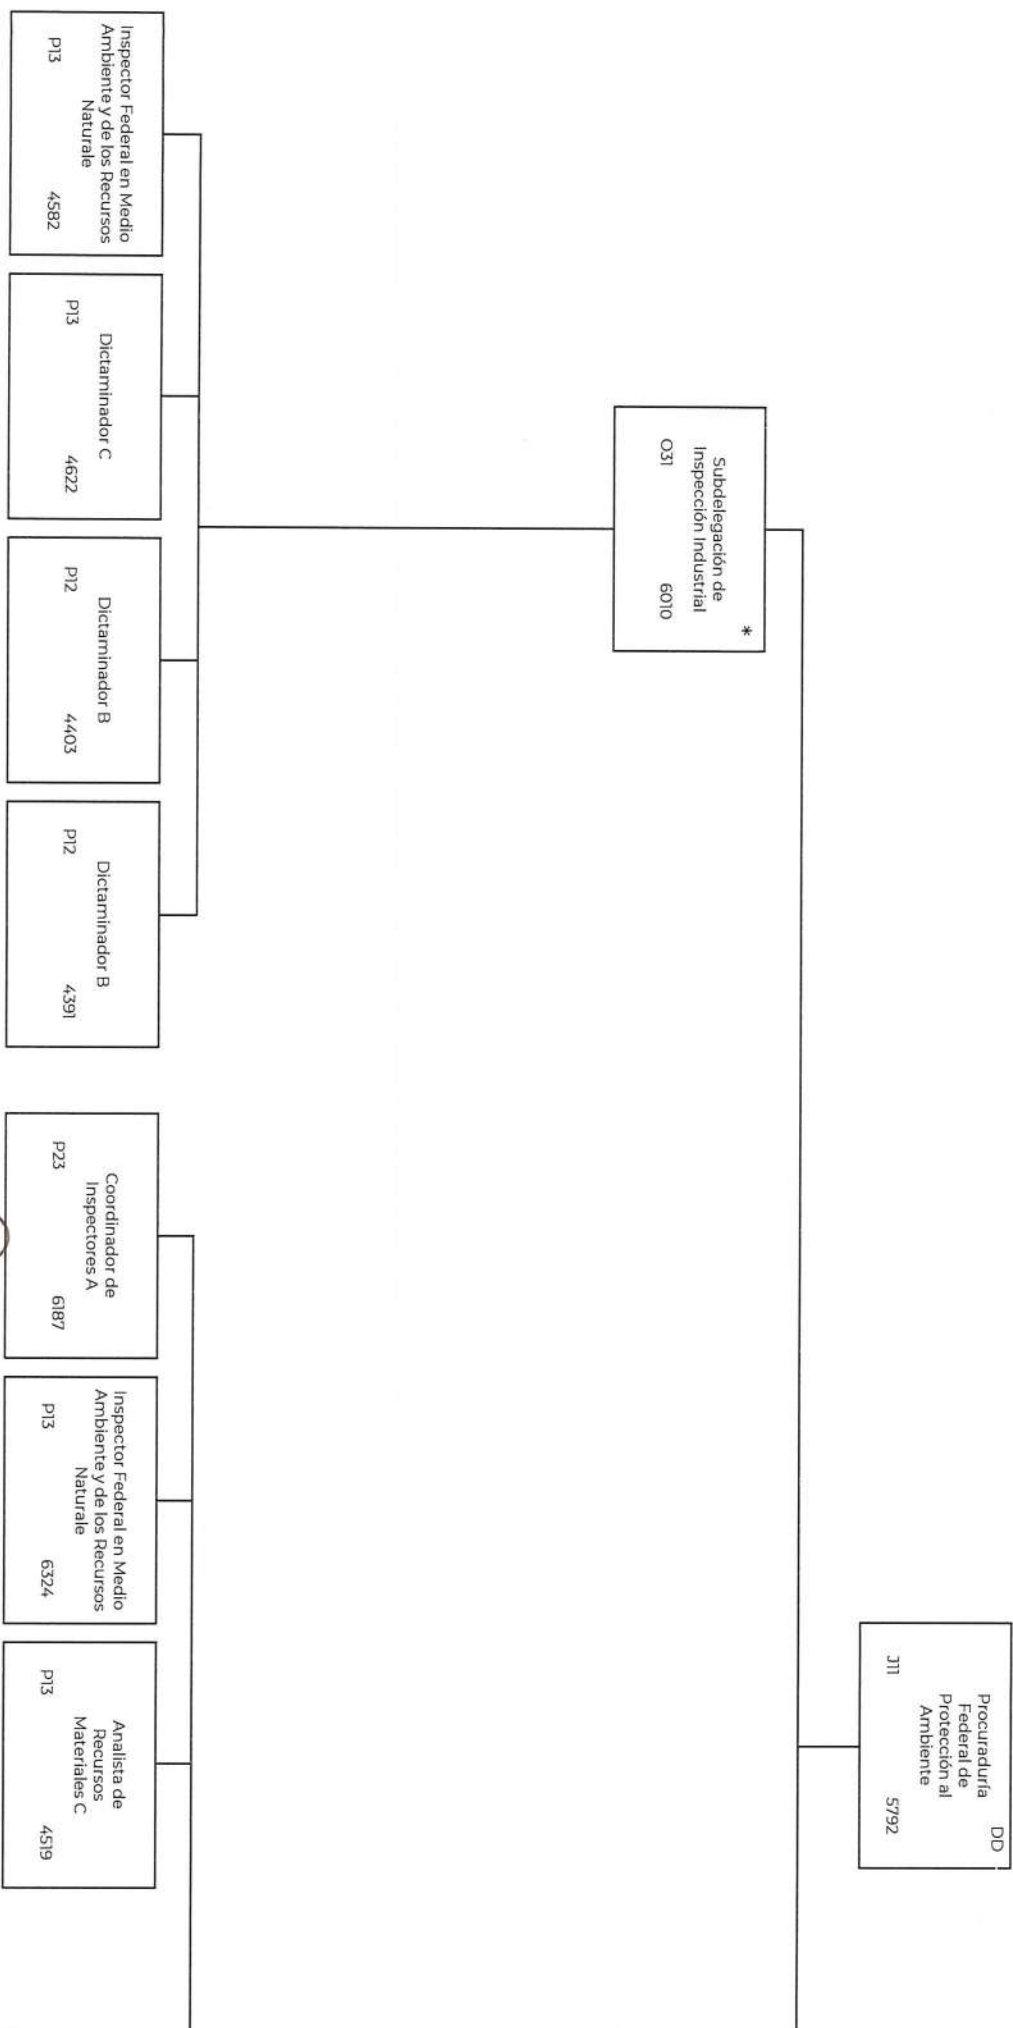 DD
Procuraduría
Federal de
Protección al
Ambiente
J11 5792
*
Subdelegación de
Inspección Industrial
O31 6010
Inspector Federal en Medio
Ambiente y de los Recursos
Naturale
P13 4582
Dictaminador C
P13 4622
Dictaminador B
P12 4403
Dictaminador B
P12 4391
Coordinador de
Inspectores A
P23 6187
Inspector Federal en Medio
Ambiente y de los Recursos
Naturale
P13 6324
Analista de
Recursos
Materiales C
P13 4519